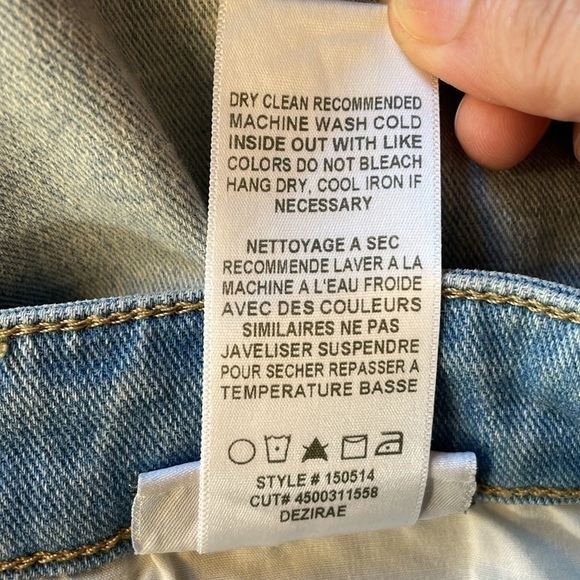 DRY CLEAN RECOMMENDED
MACHINE WASH COLD
INSIDE OUT WITH LIKE
COLORS DO NOT BLEACH
HANG DRY, COOL IRON IF
NECESSARY
NETTOYAGE A SEC
RECOMMENDE LAVER A LA
MACHINE A L'EAU FROIDE
AVEC DES COULEURS
SIMILAIRES NE PAS
JAVELISER SUSPENDRE
POUR SECHER REPASSER A
TEMPERATURE BASSE
STYLE # 150514
CUT# 4500311558
DEZIRAE